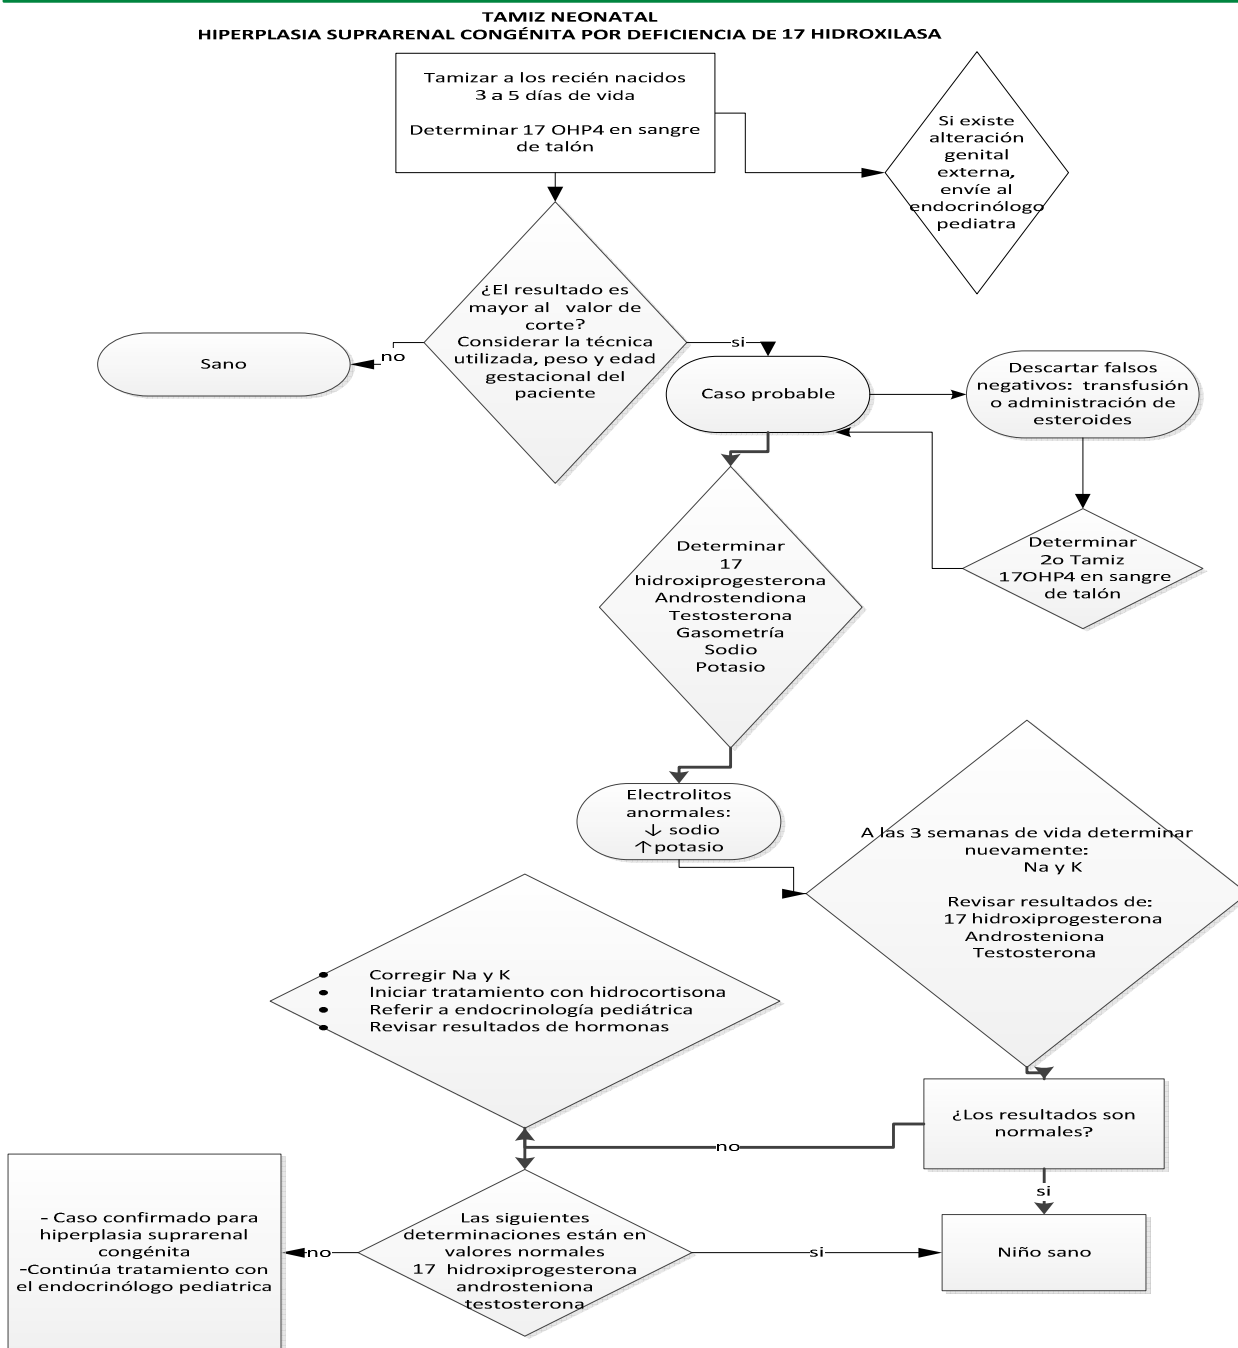 TAMIZ NEONATAL
HIPERPLASIA SUPRARENAL CONGÉNITA POR DEFICIENCIA DE 17 HIDROXILASA
Tamizar a los recién nacidos
3 a 5 días de vida
Determinar 17 OHP4 en sangre
de talón
Si existe
alteración
genital
externa,
envíe al
endocrinólogo
pediatra
¿El resultado es
mayor al valor de
corte?
Considerar la técnica
utilizada, peso y edad
gestacional del
paciente
no
Sano
si
Caso probable
Descartar falsos
negativos: transfusión
o administración de
esteroides
Determinar
2o Tamiz
17OHP4 en sangre
de talón
Determinar
17
hidroxiprogesterona
Androstendiona
Testosterona
Gasometría
Sodio
Potasio
Electrolitos
anormales:
↓ sodio
↑potasio
A las 3 semanas de vida determinar
nuevamente:
Na y K
Revisar resultados de:
17 hidroxiprogesterona
Androsteniona
Testosterona
• Corregir Na y K
• Iniciar tratamiento con hidrocortisona
• Referir a endocrinología pediátrica
• Revisar resultados de hormonas
¿Los resultados son
normales?
no
si
Niño sano
Las siguientes
determinaciones están en
valores normales
17 hidroxiprogesterona
androsteniona
testosterona
si
no
- Caso confirmado para
hiperplasia suprarenal
congénita
-Continúa tratamiento con
el endocrinólogo pediatrica